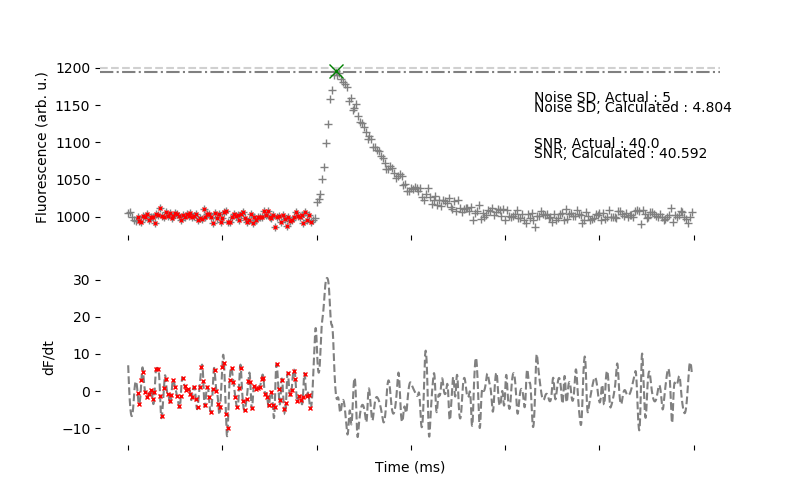 1200
1150
1100
1050
1000
Fluorescence (arb. u.)
Noise SD, Actual : 5
Noise SD, Calculated : 4.804
SNR, Actual : 40.0
SNR, Calculated : 40.592
30
20
10
0
−10
dF/dt
Time (ms)